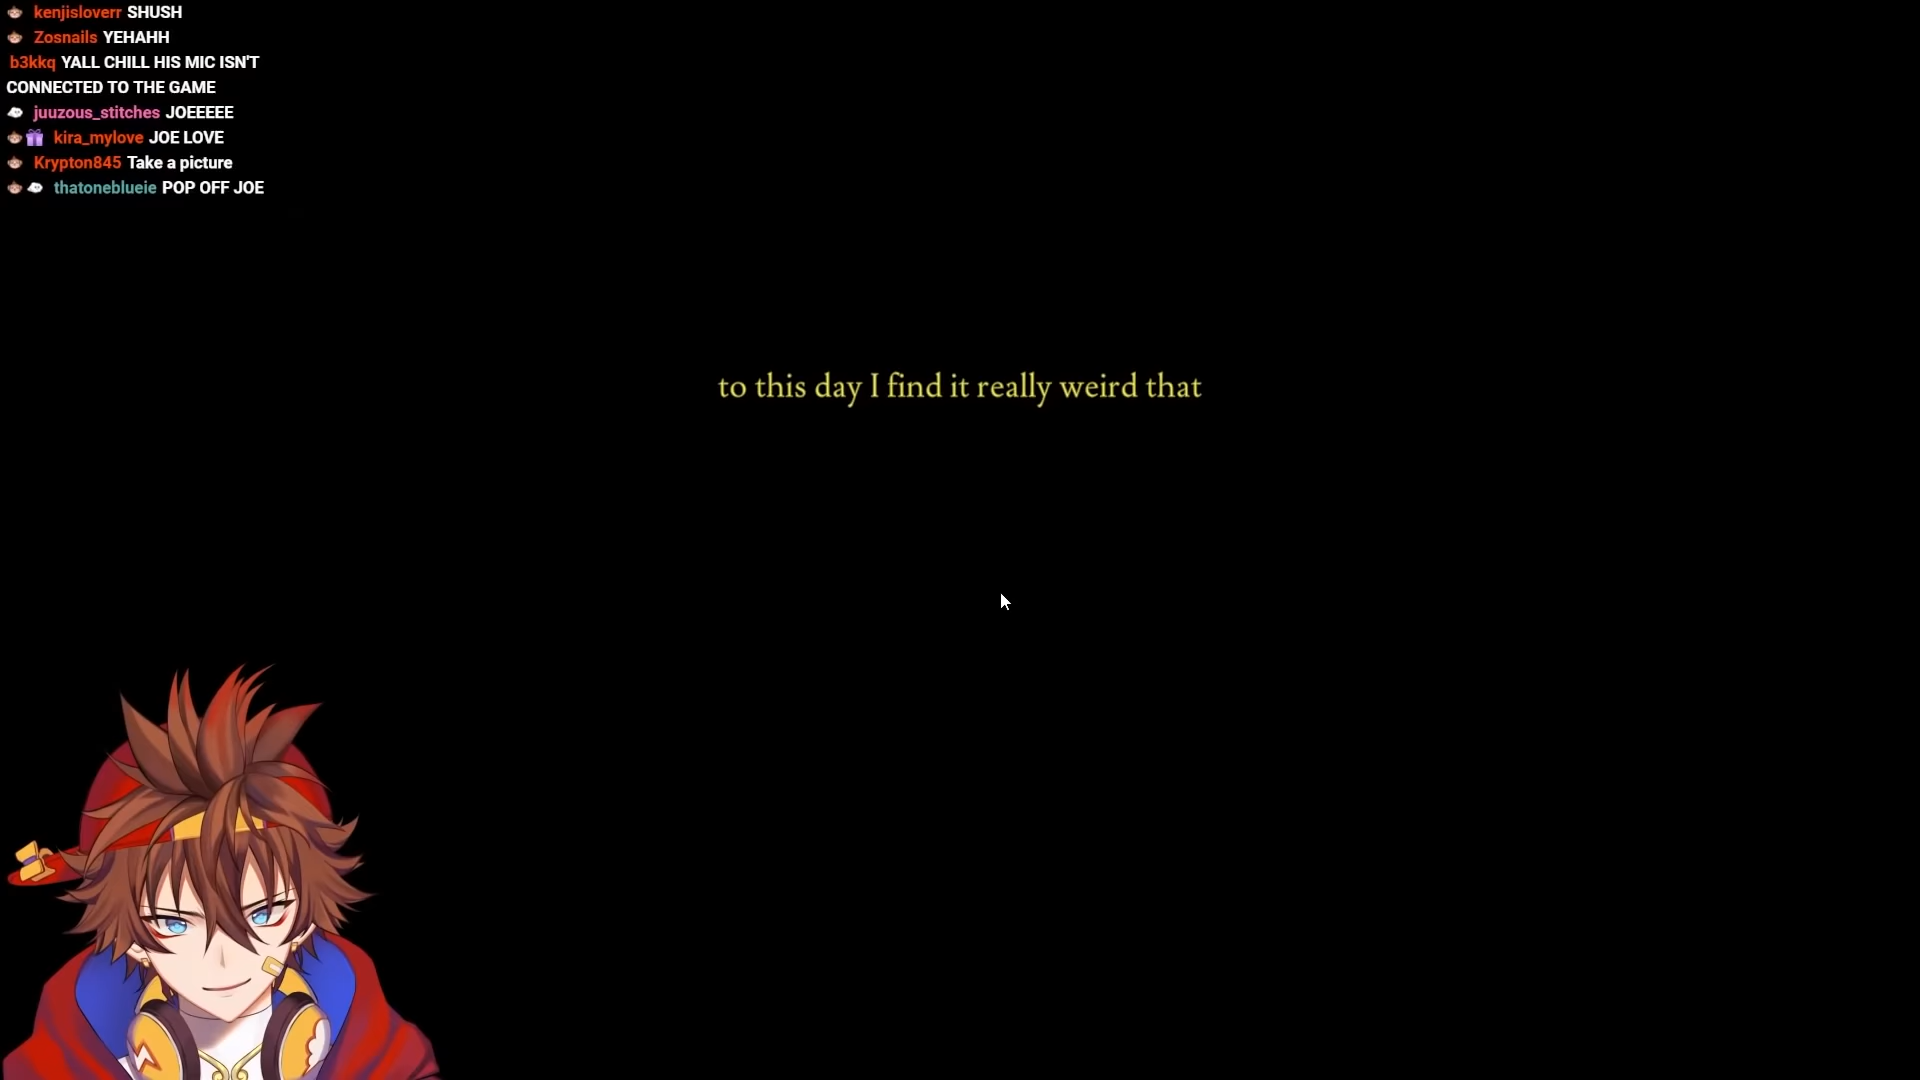 kenjisloverr SHUSH
Zosnails YEHAHH
b3kkq YALL CHILL HIS MIC ISN'T
CONNECTED TO THE GAME
juuzous_stitches JOEEEEE
kira_mylove JOE LOVE
Krypton845 Take a picture
thatoneblueie POP OFF JOE
to this day I find it really weird that